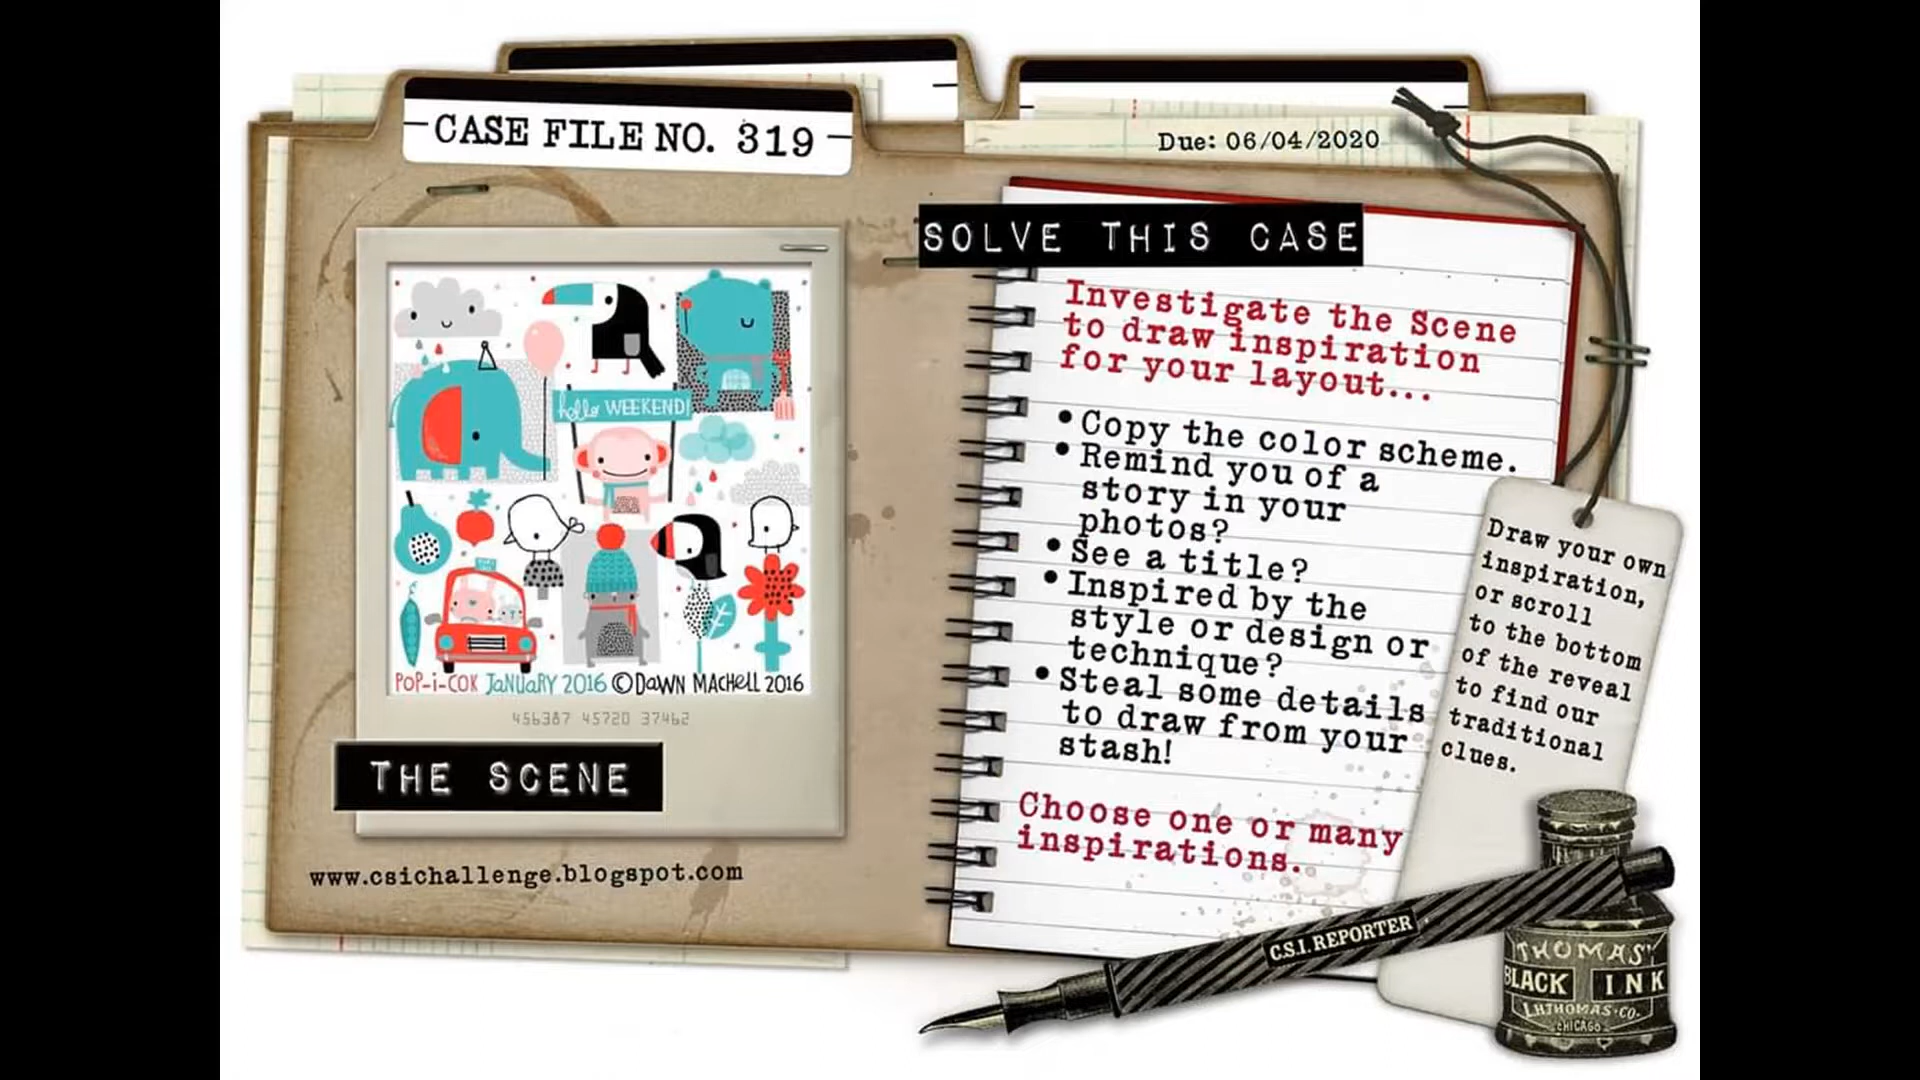 CASE FILE NO. 319
Due: 06/04/2020
SOLVE THIS CASE
hello WEEKEND!
POP-i-COK JANUARY 2016 ©DAWN MACHELL 2016
456387 45720 37462
THE SCENE
www.csichallenge.blogspot.com
Investigate the Scene
to draw inspiration
for your layout...
•Copy the color scheme.
•Remind you of a
story in your
photos?
•See a title?
•Inspired by the
style or design or
technique?
•Steal some details
to draw from your
stash!
Choose one or many
inspirations.
Draw your own
inspiration,
or scroll
to the bottom
of the reveal
to find our
traditional
clues.
C.S.I. REPORTER
THOMAS'
BLACK INK
L.H.THOMAS·CO.
CHICAGO